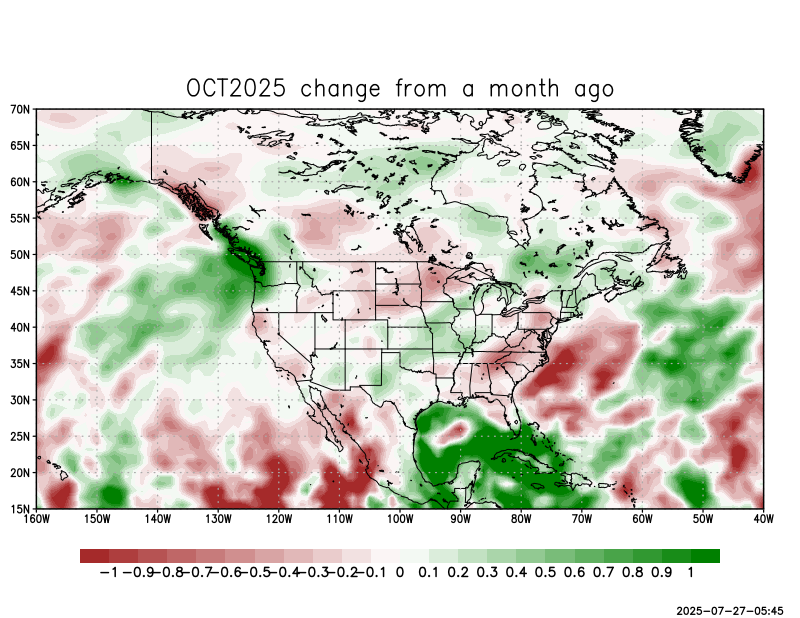 OCT2025 change from a month ago
70N
65N
60N
55N
50N
45N
40N
35N
30N
25N
20N
15N
160W 150W 140W 130W 120W 110W 100W 90W 80W 70W 60W 50W 40W
-1 -0.9 -0.8 -0.7 -0.6 -0.5 -0.4 -0.3 -0.2 -0.1 0 0.1 0.2 0.3 0.4 0.5 0.6 0.7 0.8 0.9 1
2025-07-27-05:45